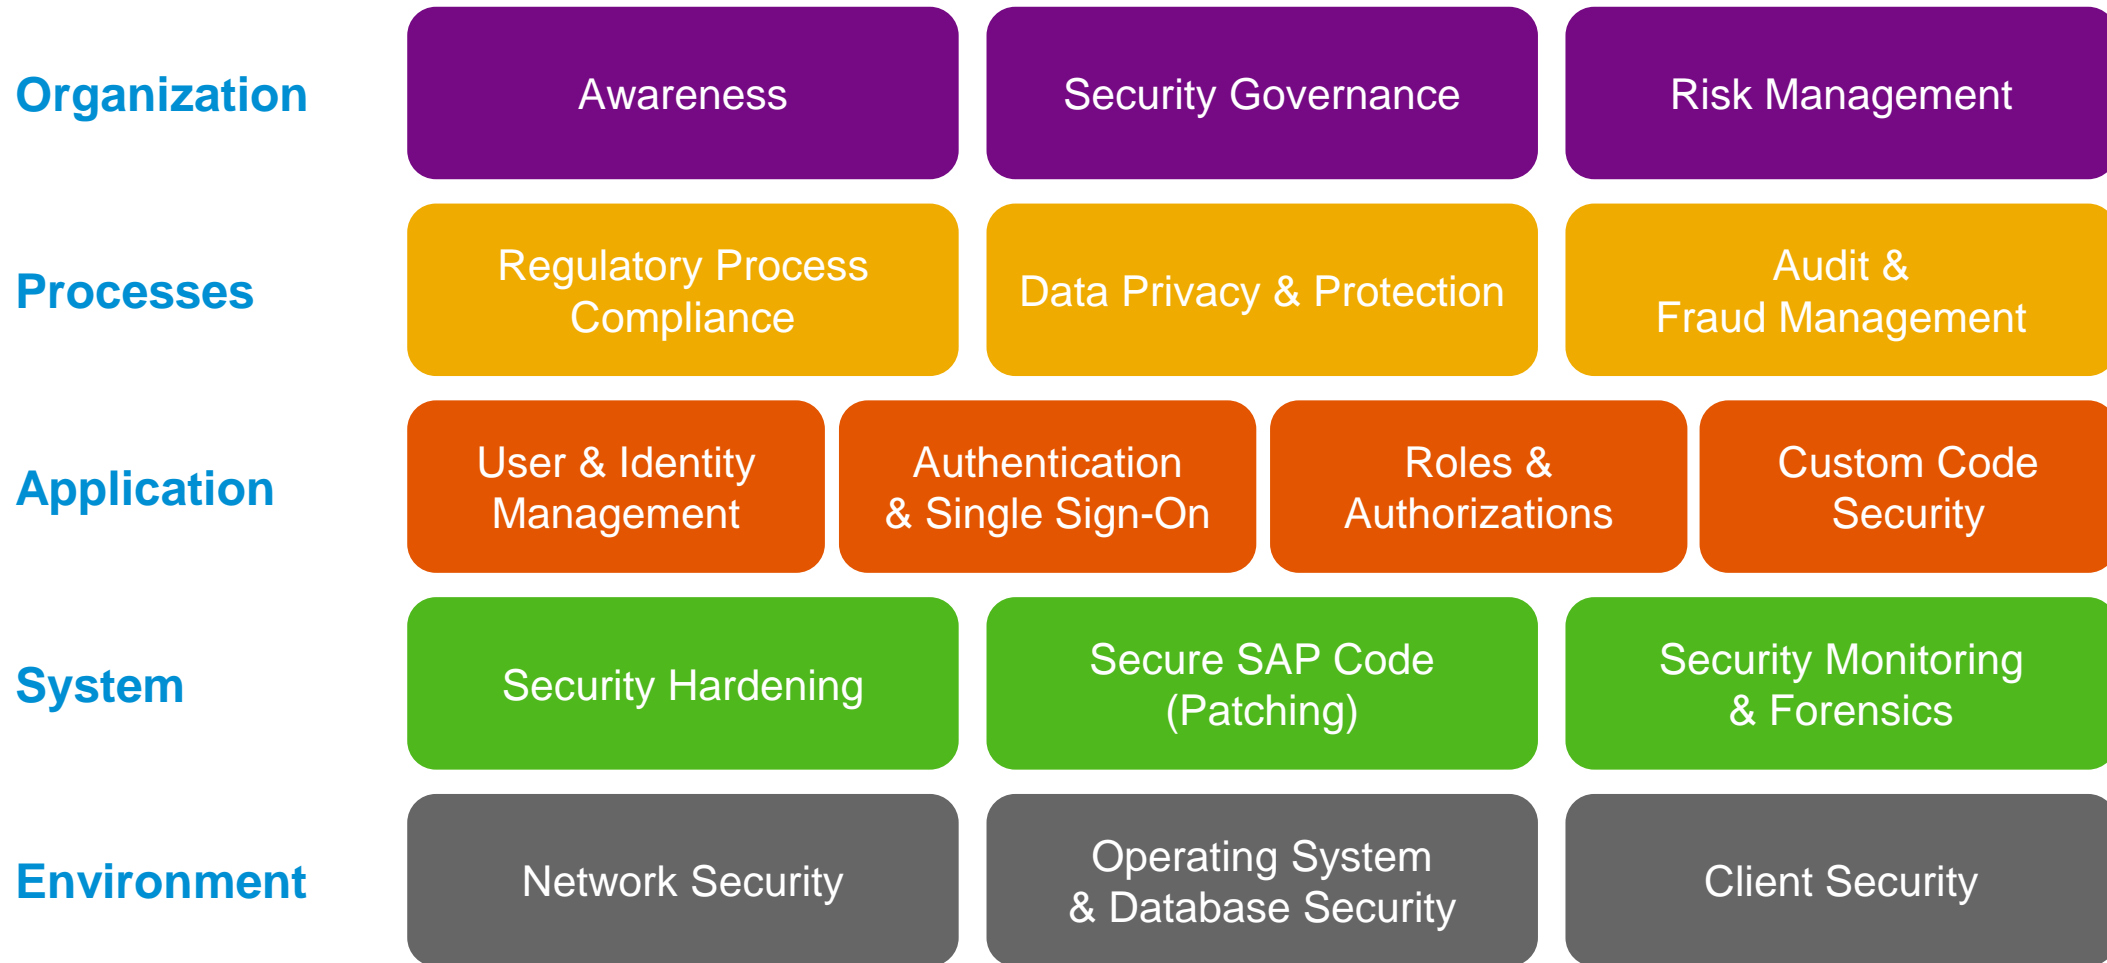 Organization
Awareness
Security Governance
Risk Management
Processes
Regulatory Process
Compliance
Data Privacy & Protection
Audit &
Fraud Management
Application
User & Identity
Management
Authentication
& Single Sign-On
Roles &
Authorizations
Custom Code
Security
System
Security Hardening
Secure SAP Code
(Patching)
Security Monitoring
& Forensics
Environment
Network Security
Operating System
& Database Security
Client Security